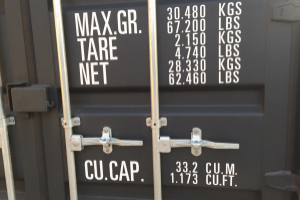 MAX.GR. 30.480 KGS
67.200 LBS
TARE 2.150 KGS
4.740 LBS
NET 28.330 KGS
62.460 LBS
CU.CAP. 33,2 CU.M.
1.173 CU.FT.